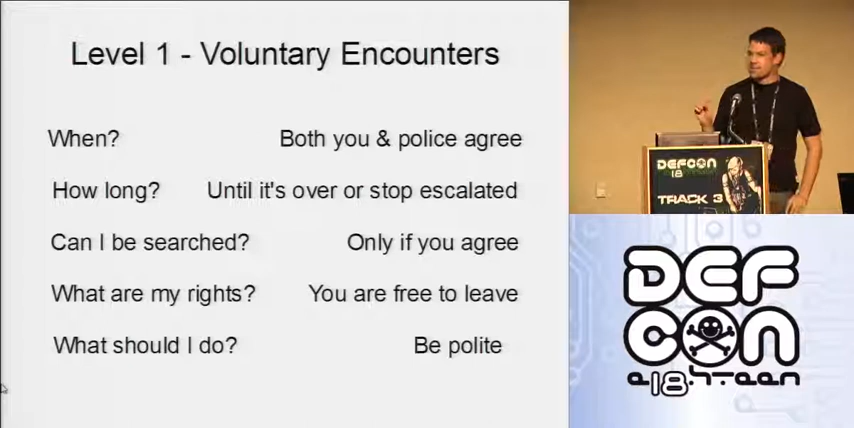 Level 1 - Voluntary Encounters
When? Both you & police agree
How long? Until it's over or stop escalated
Can I be searched? Only if you agree
What are my rights? You are free to leave
What should I do? Be polite
DEFCON
18
TRACK 3
DEF
CON
e18h-teen